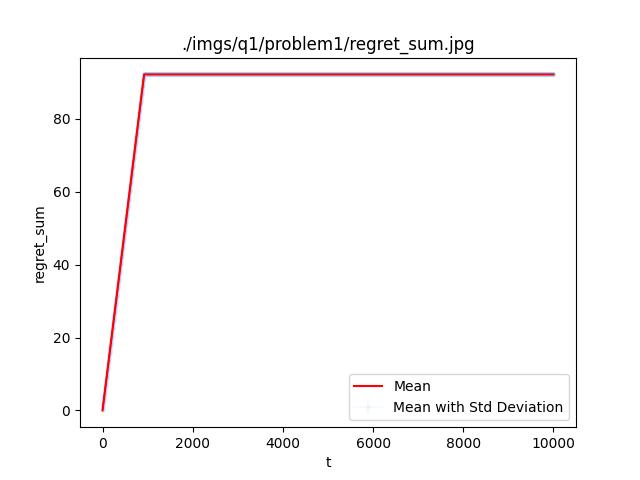 ./imgs/q1/problem1/regret_sum.jpg
regret_sum
80
60
40
20
0
Mean
Mean with Std Deviation
0 2000 4000 6000 8000 10000
t